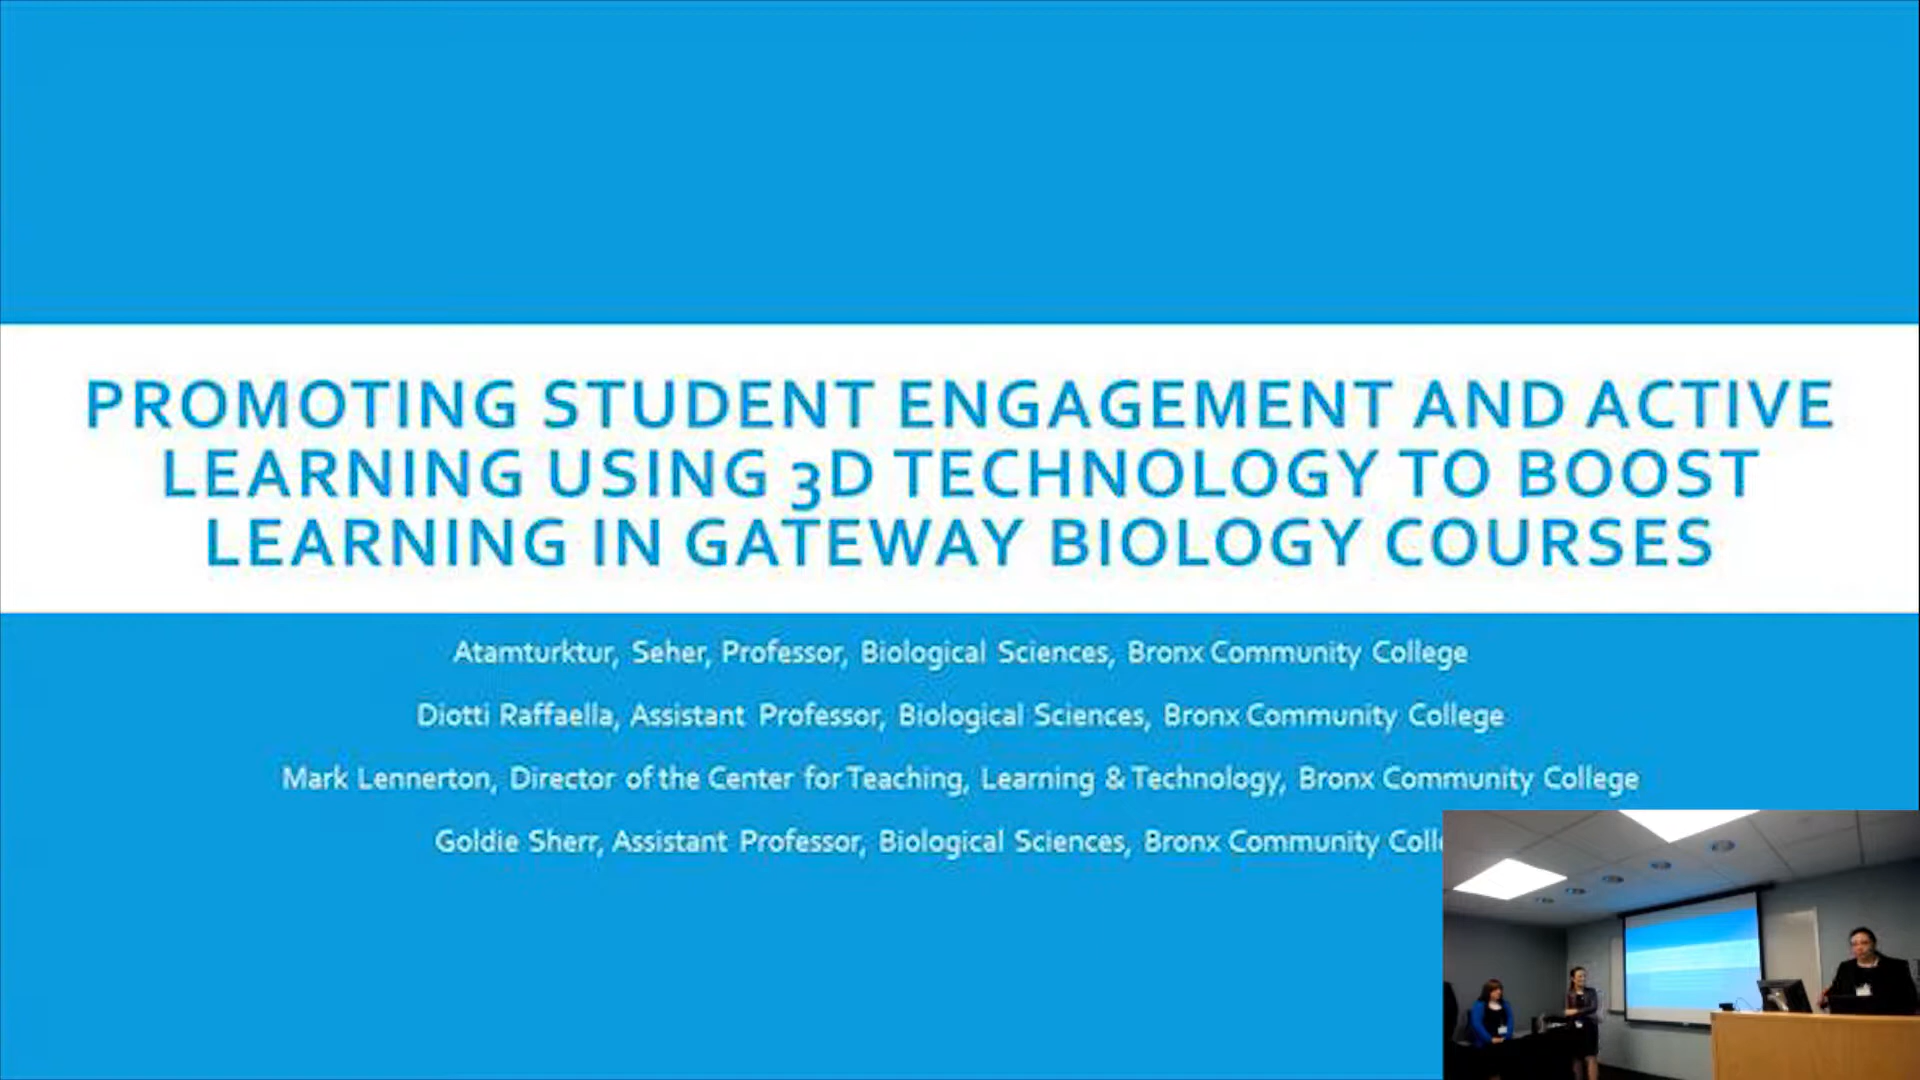 PROMOTING STUDENT ENGAGEMENT AND ACTIVE
LEARNING USING 3D TECHNOLOGY TO BOOST
LEARNING IN GATEWAY BIOLOGY COURSES
Atamturktur, Seher, Professor, Biological Sciences, Bronx Community College
Diotti Raffaella, Assistant Professor, Biological Sciences, Bronx Community College
Mark Lennerton, Director of the Center for Teaching, Learning & Technology, Bronx Community College
Goldie Sherr, Assistant Professor, Biological Sciences, Bronx Community